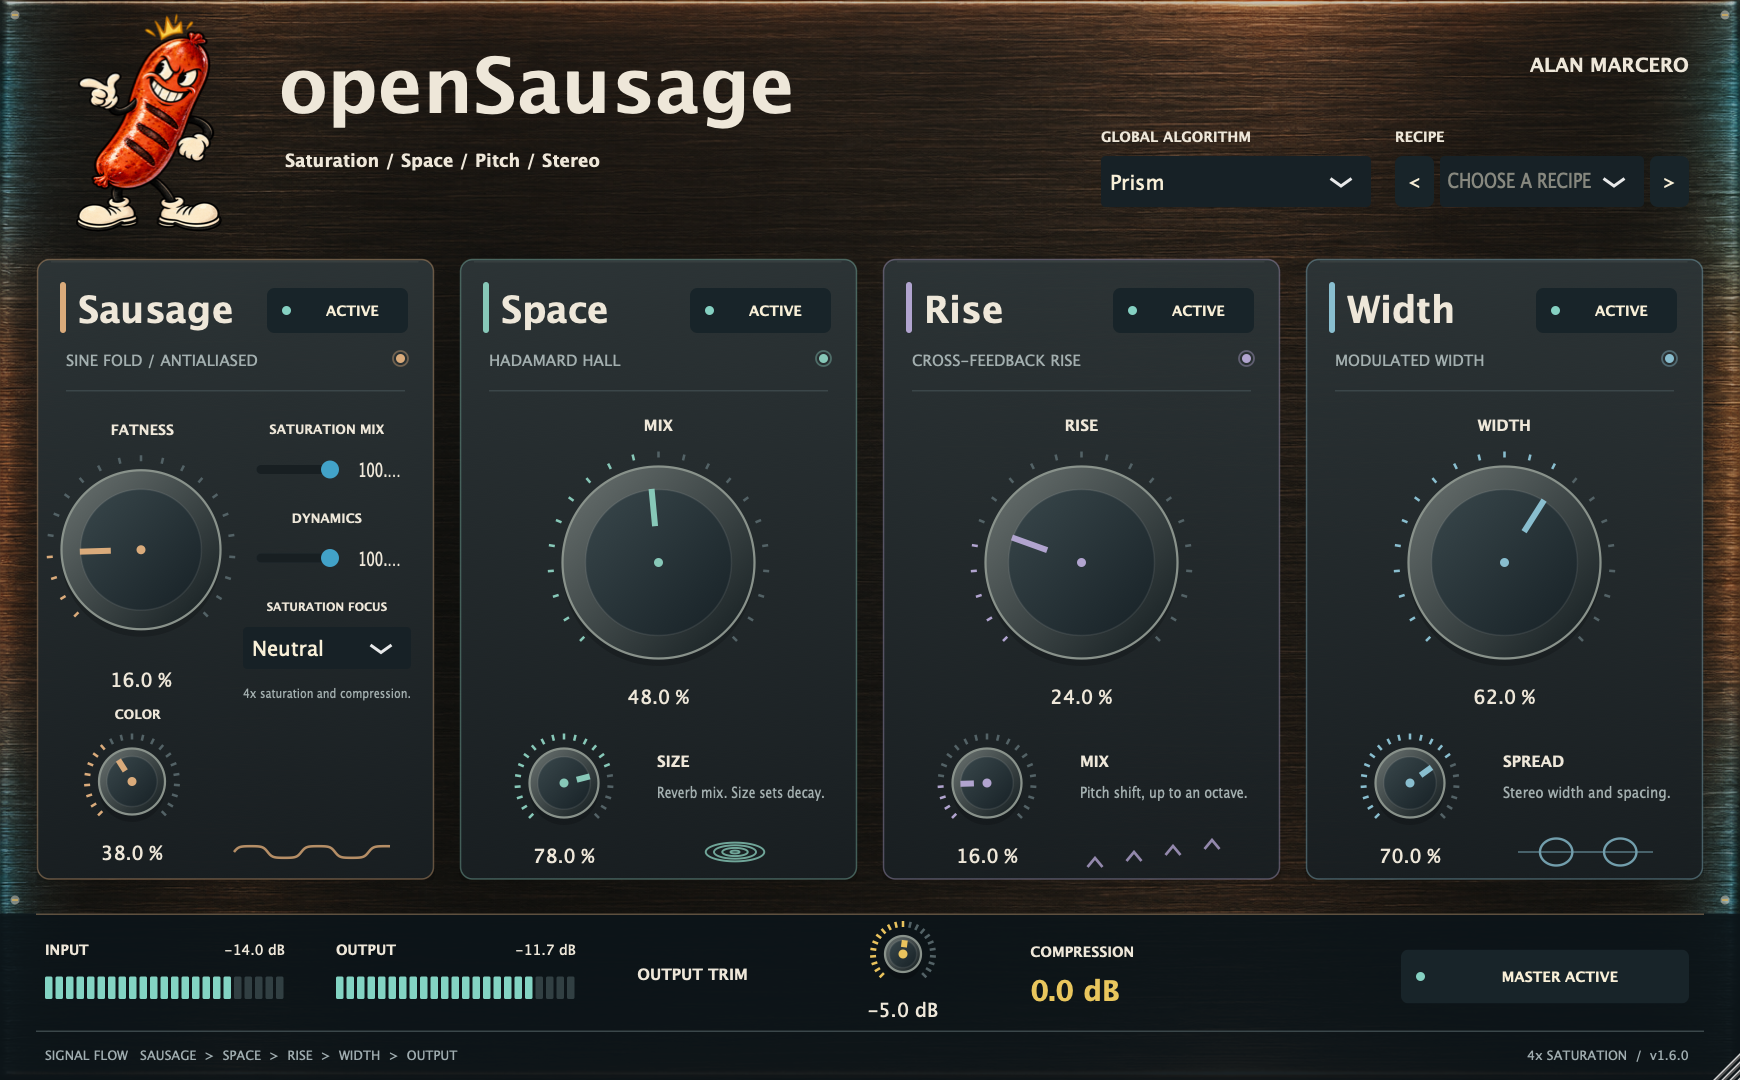 openSausage
Saturation / Space / Pitch / Stereo
ALAN MARCERO
GLOBAL ALGORITHM
Prism
RECIPE
< CHOOSE A RECIPE >
Sausage
ACTIVE
SINE FOLD / ANTIALIASED
FATNESS
16.0 %
SATURATION MIX
100....
DYNAMICS
100....
SATURATION FOCUS
Neutral
4x saturation and compression.
COLOR
38.0 %
Space
ACTIVE
HADAMARD HALL
MIX
48.0 %
SIZE
Reverb mix. Size sets decay.
78.0 %
Rise
ACTIVE
CROSS-FEEDBACK RISE
RISE
24.0 %
MIX
Pitch shift, up to an octave.
16.0 %
Width
ACTIVE
MODULATED WIDTH
WIDTH
62.0 %
SPREAD
Stereo width and spacing.
70.0 %
INPUT -14.0 dB
OUTPUT -11.7 dB
OUTPUT TRIM
-5.0 dB
COMPRESSION
0.0 dB
MASTER ACTIVE
SIGNAL FLOW SAUSAGE > SPACE > RISE > WIDTH > OUTPUT
4x SATURATION / v1.6.0